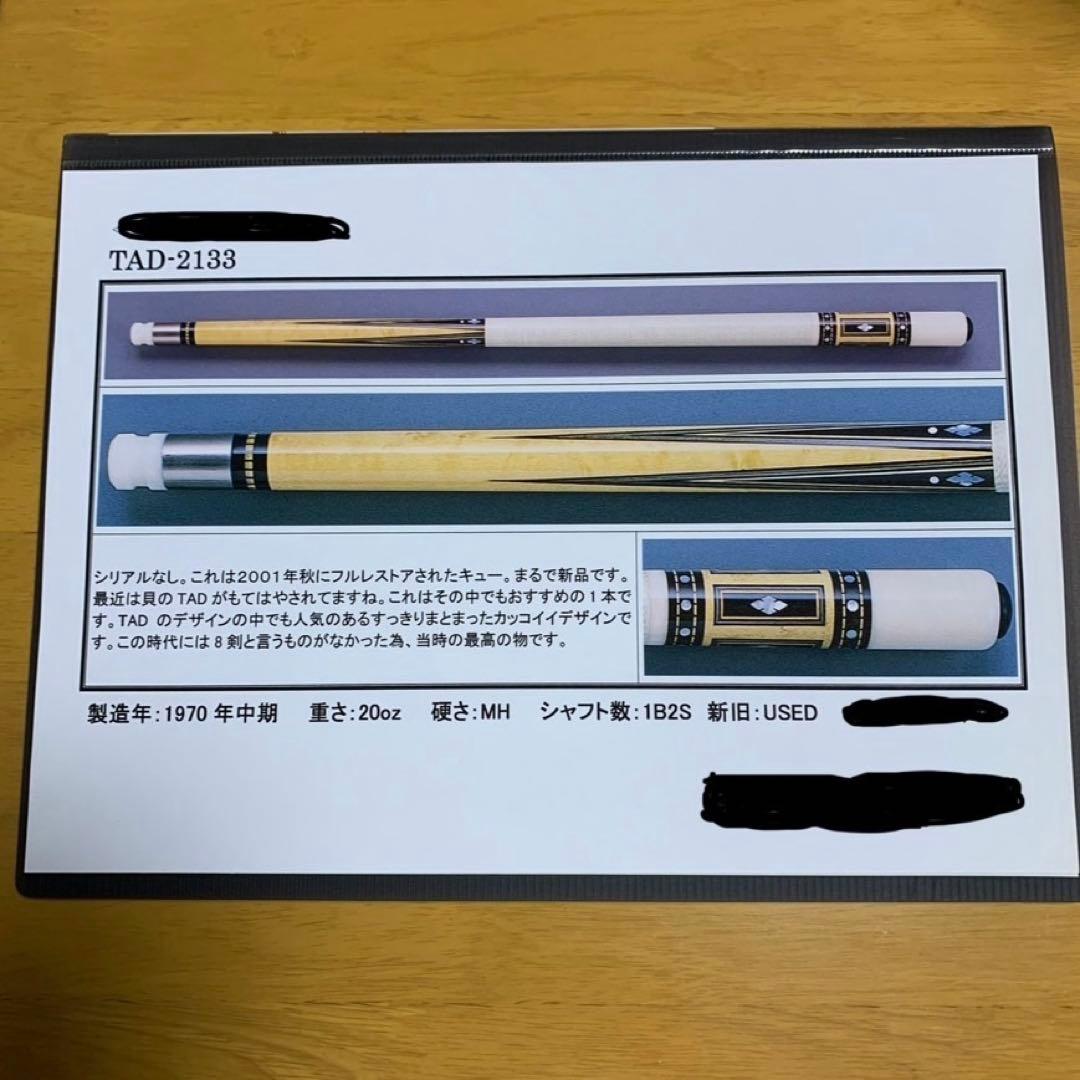 TAD-2133
シリアルなし。これは2001年秋にフルレストアされたキュー。まるで新品です。
最近は貝のTADがもてはやされてますね。これはその中でもおすすめの1本で
す。TADのデザインの中でも人気のあるすっきりまとまったカッコイイデザインで
す。この時代には8剣と言うものがなかった為、当時の最高の物です。
製造年:1970年中期 重さ:20oz 硬さ:MH シャフト数:1B2S 新旧:USED